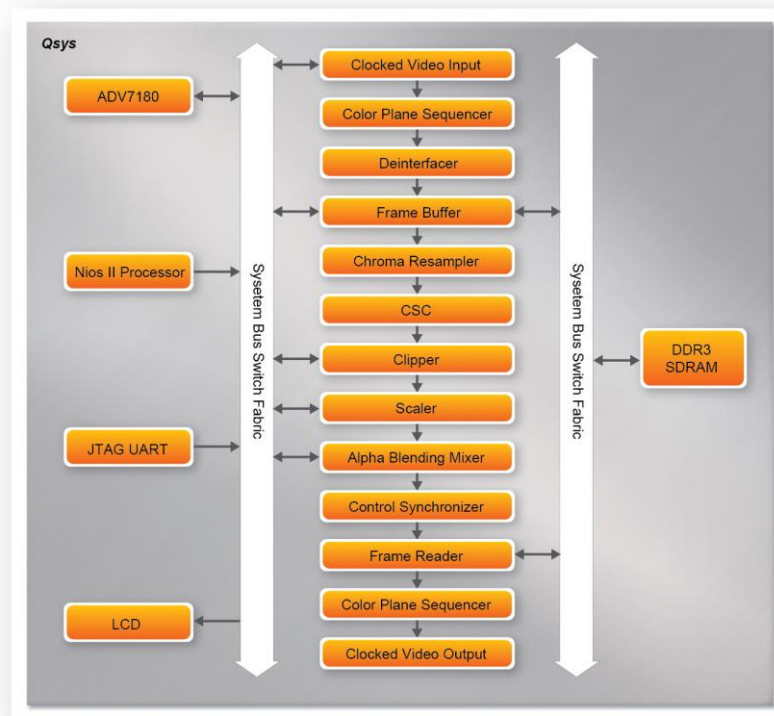 Qsys
ADV7180
Nios II Processor
JTAG UART
LCD
Sysetem Bus Switch Fabric
Clocked Video Input
Color Plane Sequencer
Deinterfacer
Frame Buffer
Chroma Resampler
CSC
Clipper
Scaler
Alpha Blending Mixer
Control Synchronizer
Frame Reader
Color Plane Sequencer
Clocked Video Output
Sysetem Bus Switch Fabric
DDR3
SDRAM